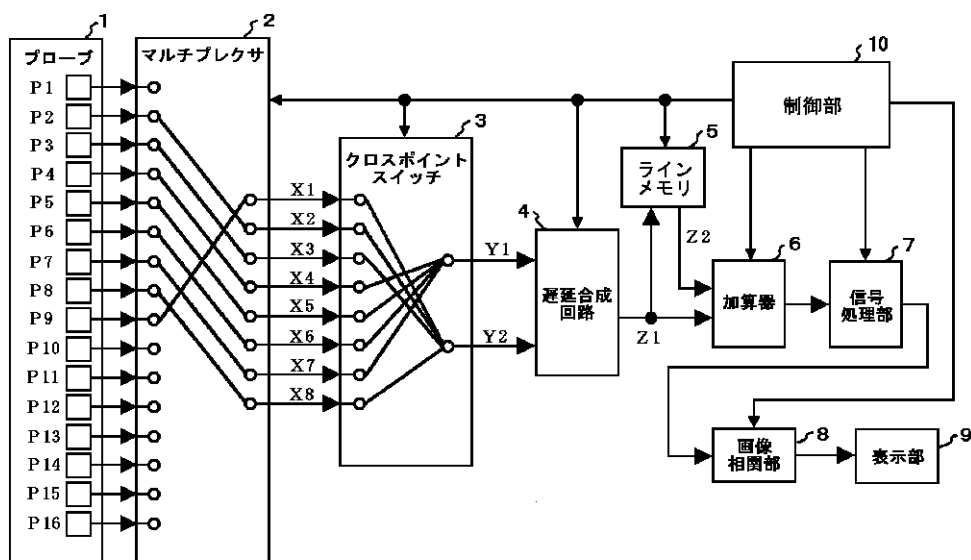 1
プローブ
P1
P2
P3
P4
P5
P6
P7
P8
P9
P10
P11
P12
P13
P14
P15
P16
2
マルチプレクサ
X1
X2
X3
X4
X5
X6
X7
X8
3
クロスポイント
スイッチ
Y1
Y2
4
遅延合成
回路
5
ライン
メモリ
Z2
Z1
10
制御部
6
加算器
7
信号
処理部
8
画像
相関部
9
表示部